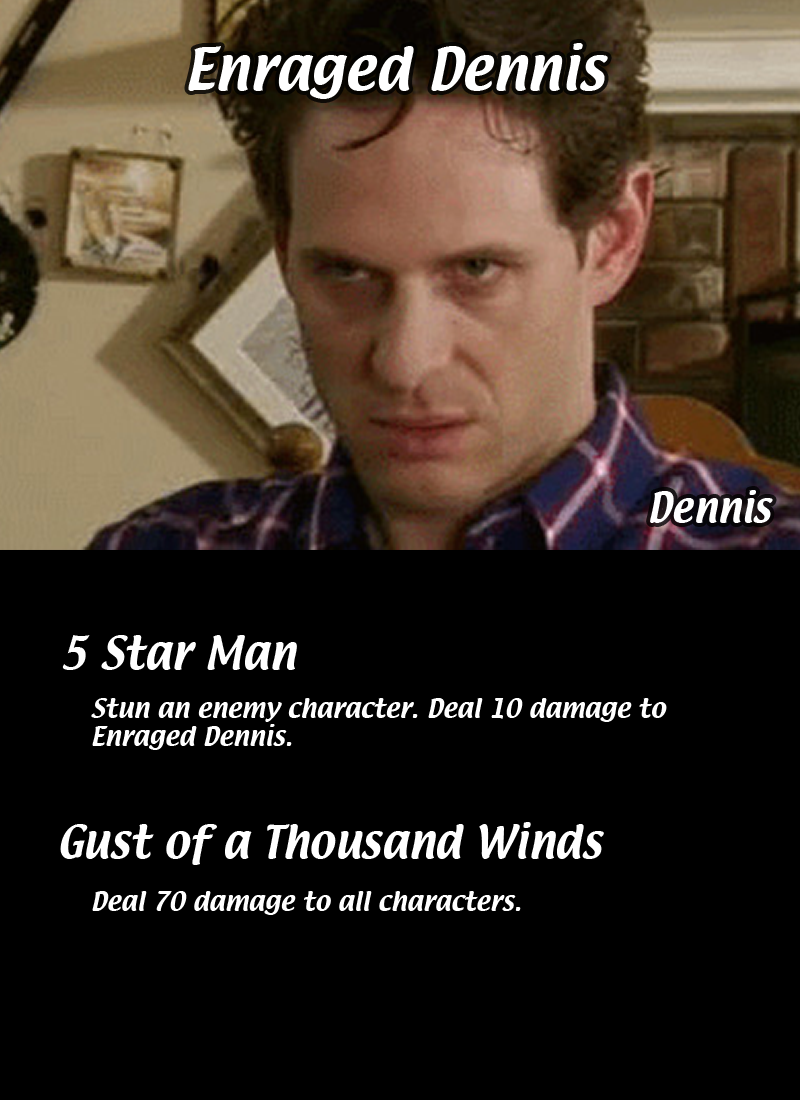 Enraged Dennis
Dennis
5 Star Man
Stun an enemy character. Deal 10 damage to
Enraged Dennis.
Gust of a Thousand Winds
Deal 70 damage to all characters.